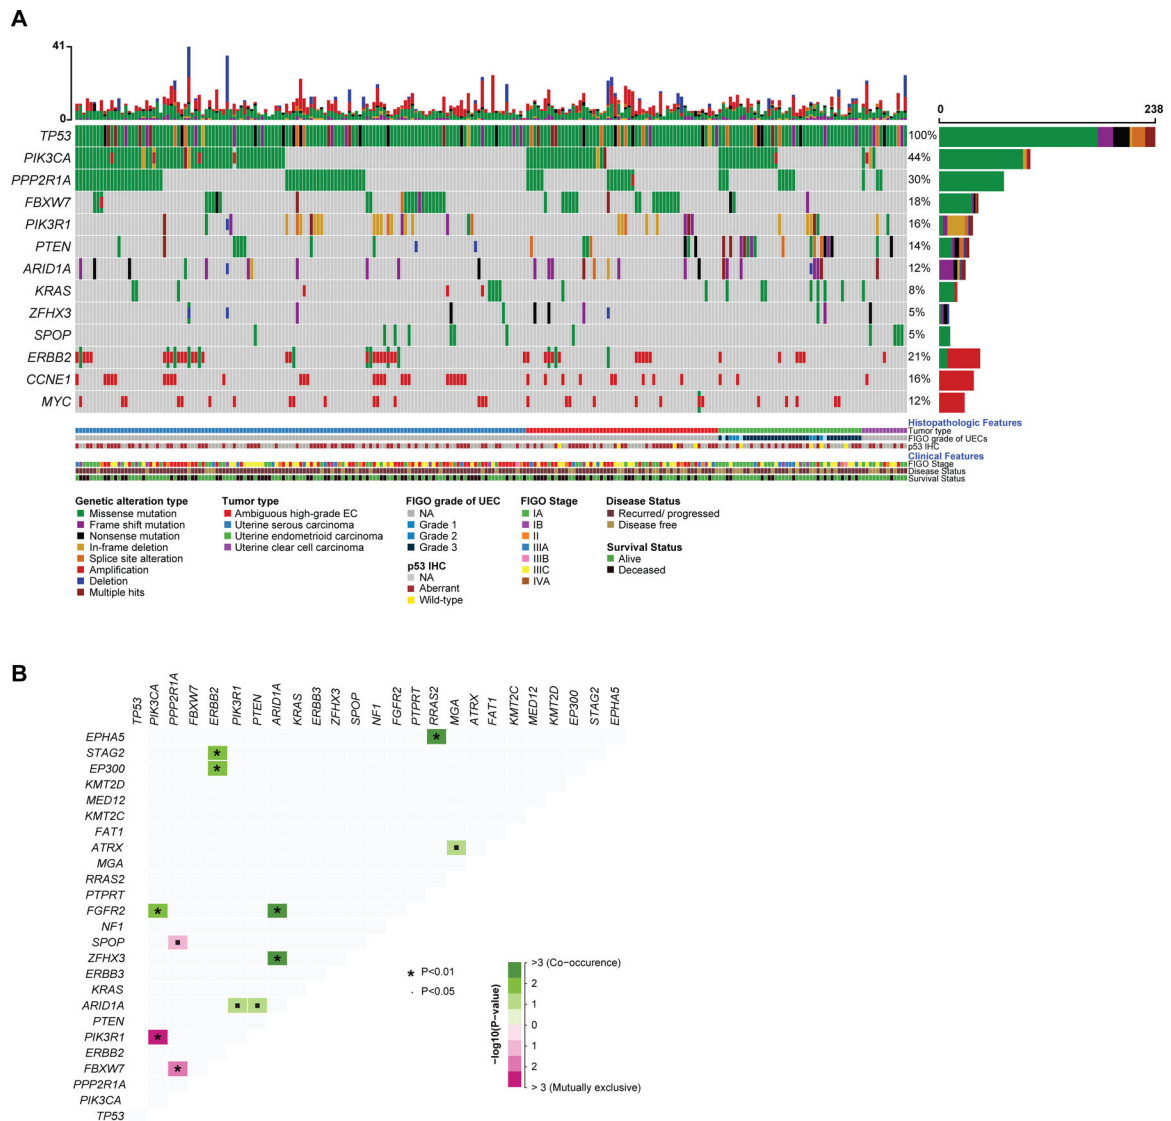 A
41
0
0 238
TP53 100%
PIK3CA 44%
PPP2R1A 30%
FBXW7 18%
PIK3R1 16%
PTEN 14%
ARID1A 12%
KRAS 8%
ZFHX3 5%
SPOP 5%
ERBB2 21%
CCNE1 16%
MYC 12%
Histopathologic Features
Tumor type
FIGO grade of UECs
p53 IHC
Clinical Features
FIGO Stage
Disease Status
Survival Status
Genetic alteration type
Missense mutation
Frame shift mutation
Nonsense mutation
In-frame deletion
Splice site alteration
Amplification
Deletion
Multiple hits
Tumor type
Ambiguous high-grade EC
Uterine serous carcinoma
Uterine endometrioid carcinoma
Uterine clear cell carcinoma
FIGO grade of UEC
NA
Grade 1
Grade 2
Grade 3
p53 IHC
NA
Aberrant
Wild-type
FIGO Stage
IA
IB
II
IIIA
IIIB
IIIC
IVA
Disease Status
Recurred/ progressed
Disease free
Survival Status
Alive
Deceased
B
TP53
PIK3CA
PPP2R1A
FBXW7
ERBB2
PIK3R1
PTEN
ARID1A
KRAS
ERBB3
ZFHX3
SPOP
NF1
FGFR2
PTPRT
RRAS2
MGA
ATRX
FAT1
KMT2C
MED12
KMT2D
EP300
STAG2
EPHA5
EPHA5 *
STAG2 *
EP300 *
KMT2D
MED12
KMT2C
FAT1
ATRX
MGA
RRAS2
PTPRT
FGFR2 * *
NF1
SPOP
ZFHX3 *
ERBB3
KRAS
ARID1A
PTEN
PIK3R1 *
ERBB2
FBXW7 *
PPP2R1A
PIK3CA
TP53
* P<0.01
· P<0.05
−log10(P−value)
>3 (Co-occurence)
2
1
0
1
2
> 3 (Mutually exclusive)